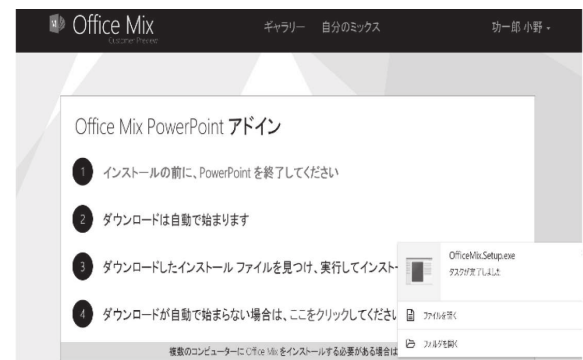 Office Mix
Customer Preview
ギャラリー 自分のミックス
功一郎 小野
Office Mix PowerPoint アドイン
1 インストールの前に、PowerPoint を終了してください
2 ダウンロードは自動で始まります
3 ダウンロードしたインストール ファイルを見つけ、実行してインスト
4 ダウンロードが自動で始まらない場合は、ここをクリックしてくださ
OfficeMix.Setup.exe
タスクが完了しました
ファイルを開く
フォルダを開く
複数のコンピューターに Office Mix をインストールする必要がある場合は